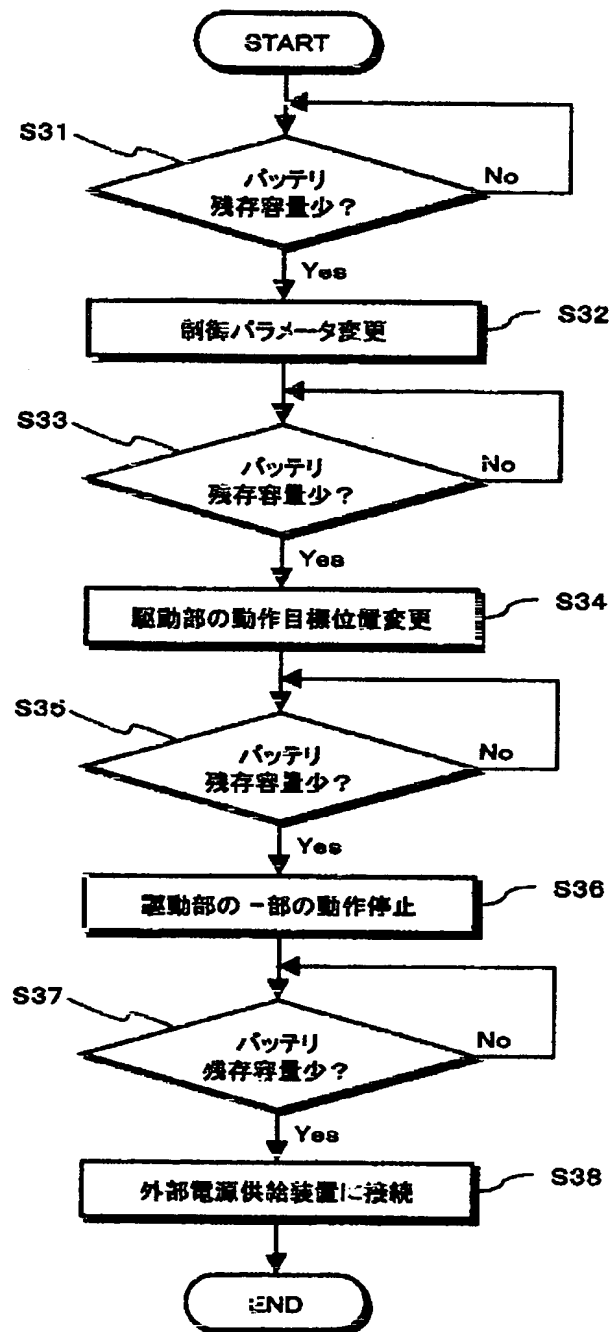 START
S31
バッテリ
残存容量少?
No
Yes
制御パラメータ変更
S32
S33
バッテリ
残存容量少?
No
Yes
駆動部の動作目標位置変更
S34
S35
バッテリ
残存容量少?
No
Yes
駆動部の一部の動作停止
S36
S37
バッテリ
残存容量少?
No
Yes
外部電源供給装置に接続
S38
END